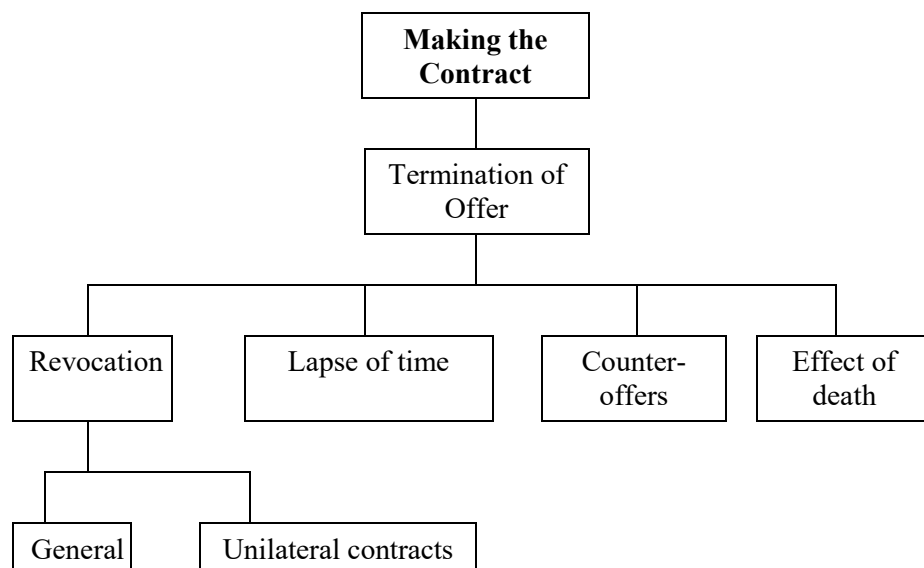 Making the
Contract
Termination of
Offer
Revocation
Lapse of time
Counter-
offers
Effect of
death
General
Unilateral contracts